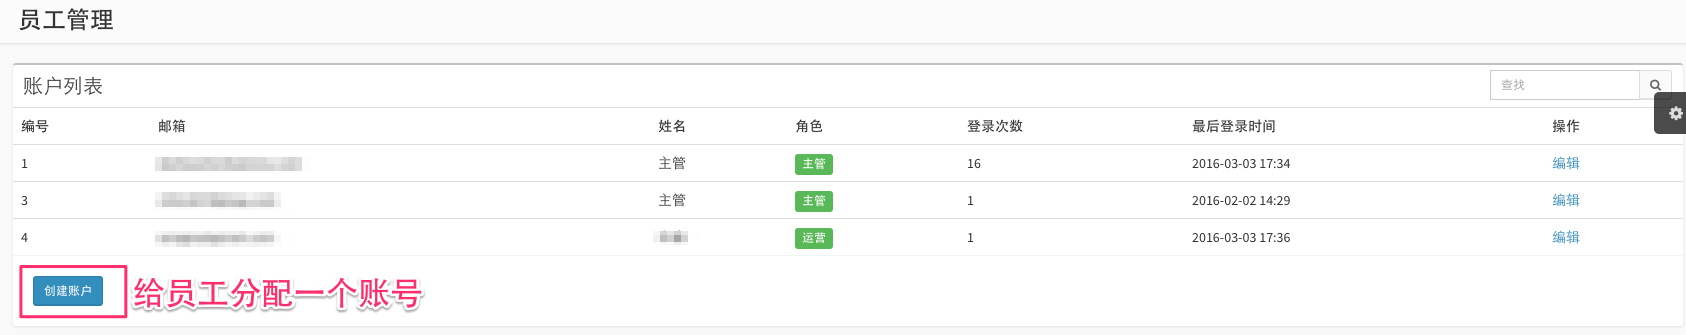 员工管理
账户列表
查找
编号 邮箱 姓名 角色 登录次数 最后登录时间 操作
1 主管 主管 16 2016-03-03 17:34 编辑
3 主管 主管 1 2016-02-02 14:29 编辑
4 运营 1 2016-03-03 17:36 编辑
创建账户 给员工分配一个账号